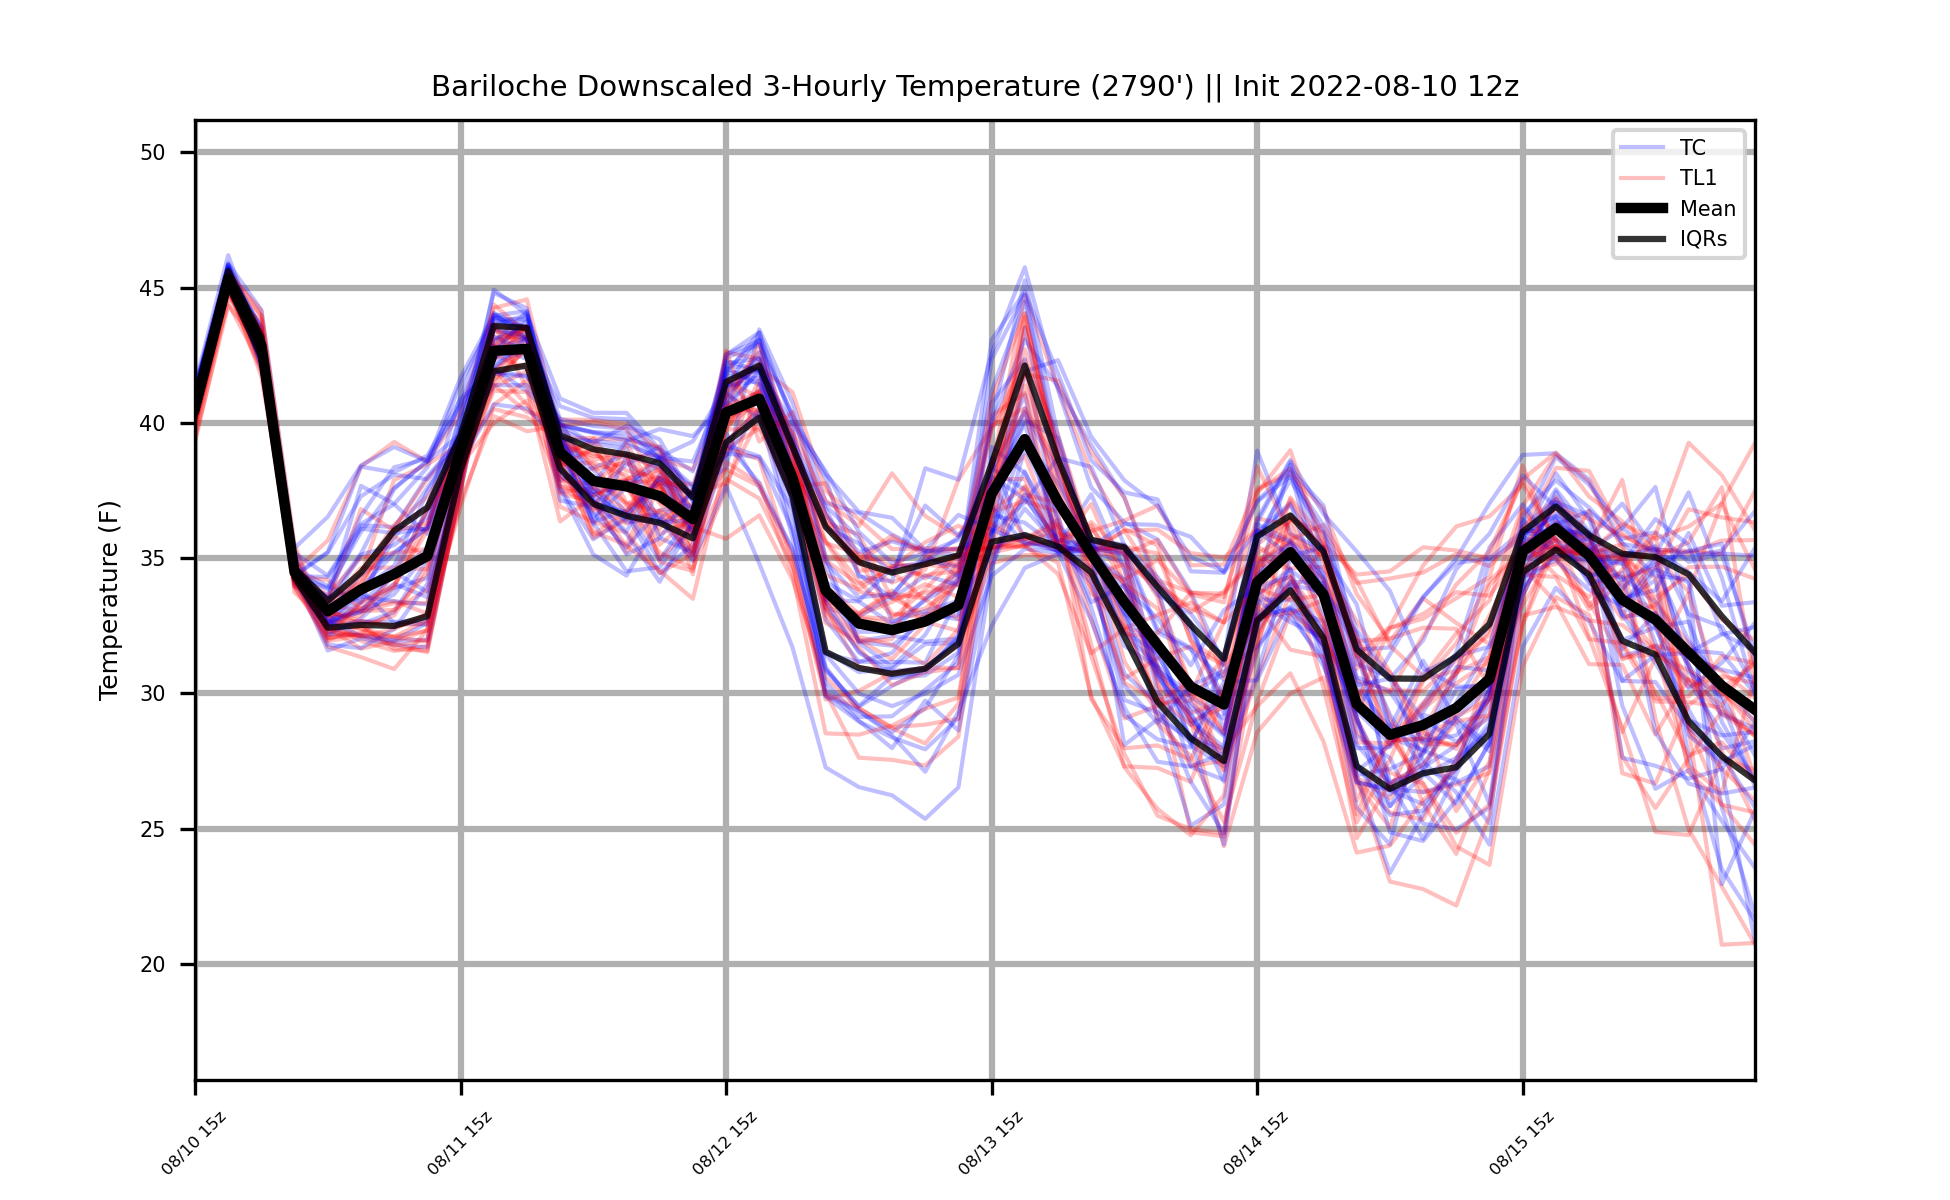 Bariloche Downscaled 3-Hourly Temperature (2790') || Init 2022-08-10 12z
TC
TL1
Mean
IQRs
Temperature (F)
50
45
40
35
30
25
20
08/10 15z
08/11 15z
08/12 15z
08/13 15z
08/14 15z
08/15 15z